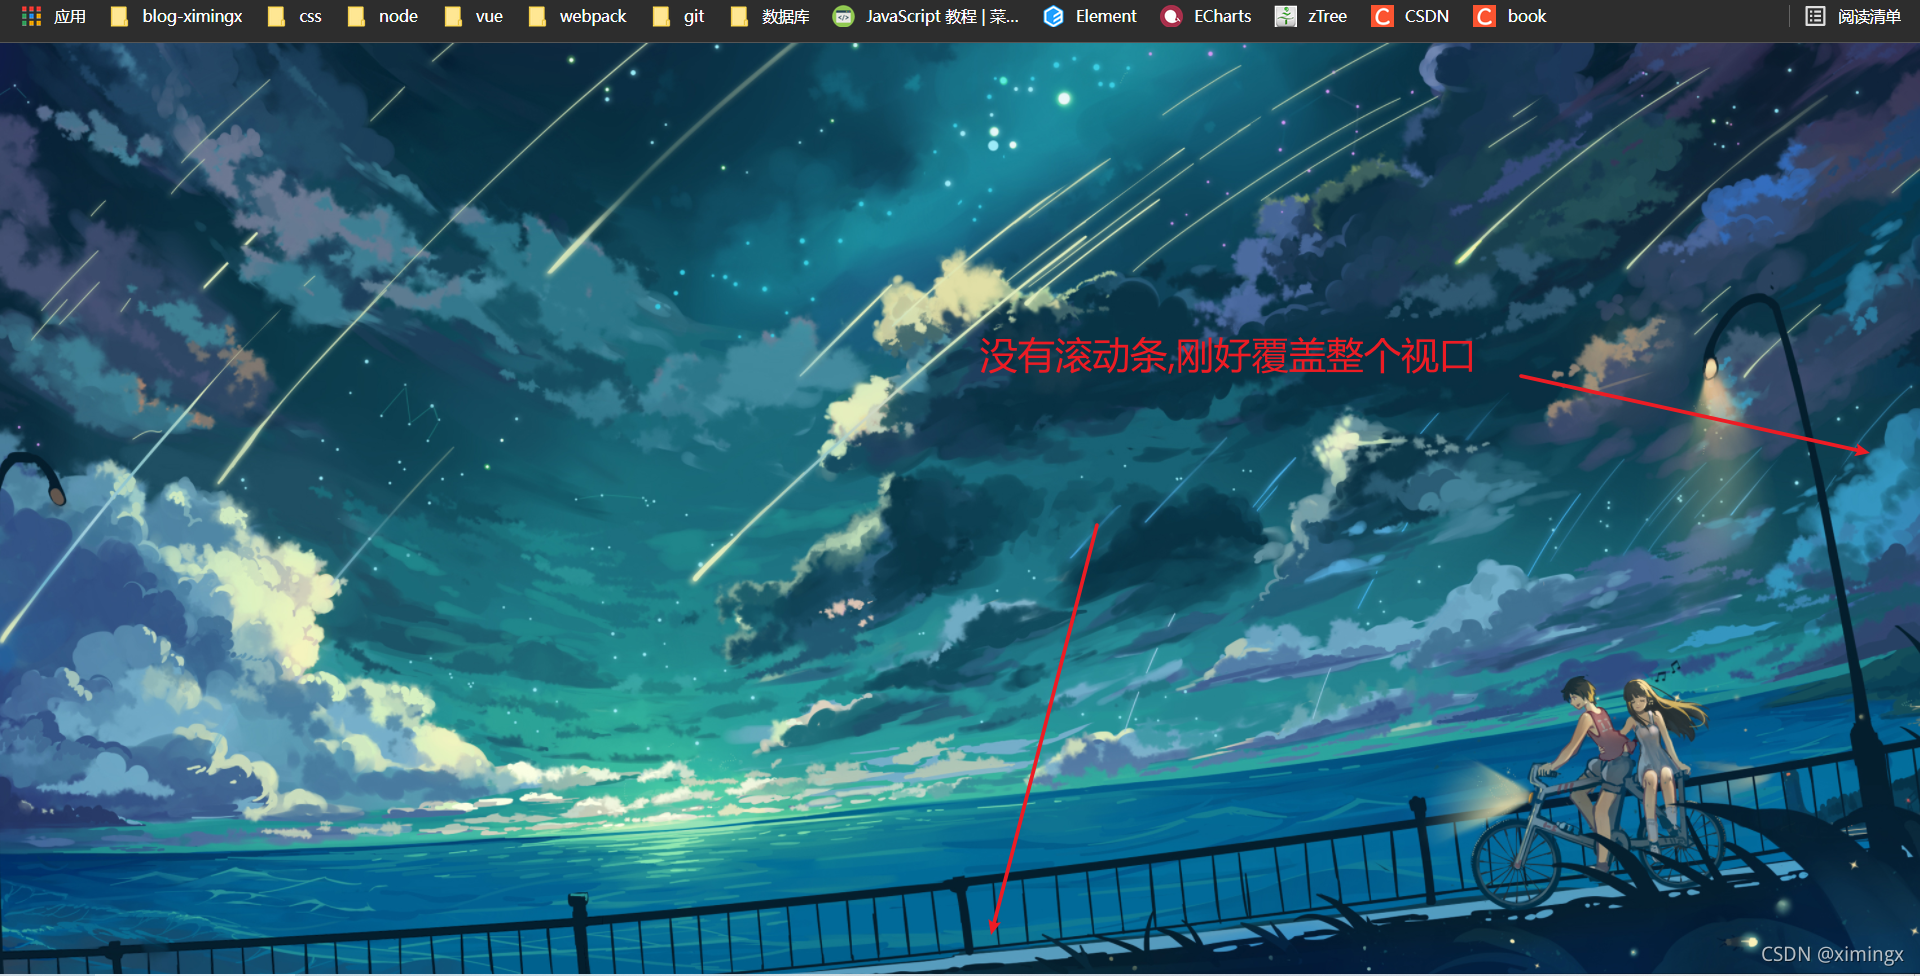 应用 blog-ximingx css node vue webpack git 数据库 JavaScript 教程 | 菜... Element ECharts zTree CSDN book 阅读清单
没有滚动条,刚好覆盖整个视口
CSDN @ximingx